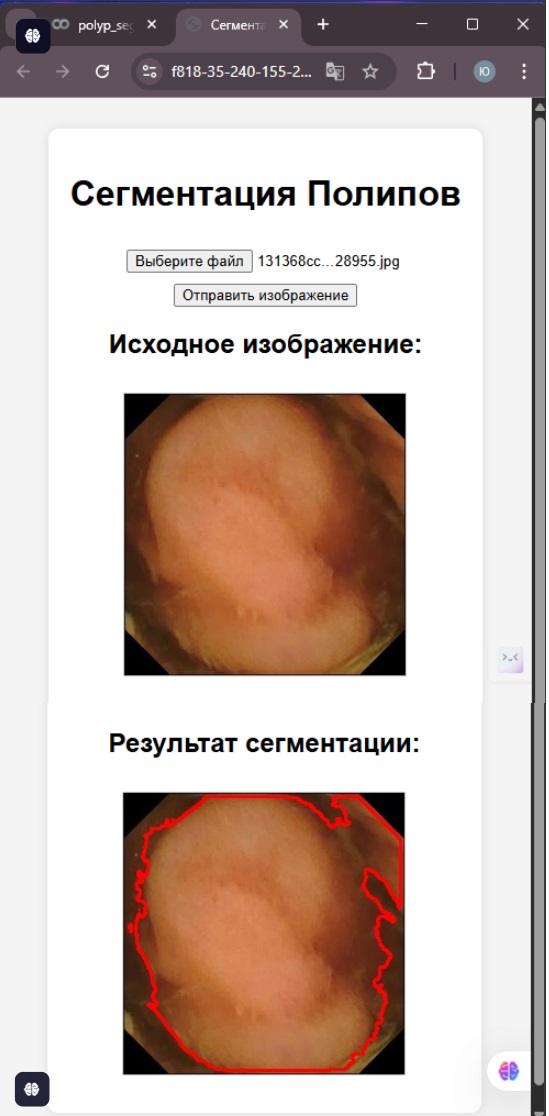 polyp_se
Сегмента
f818-35-240-155-2...
Ю
Сегментация Полипов
Выберите файл 131368cc...28955.jpg
Отправить изображение
Исходное изображение:
Результат сегментации: